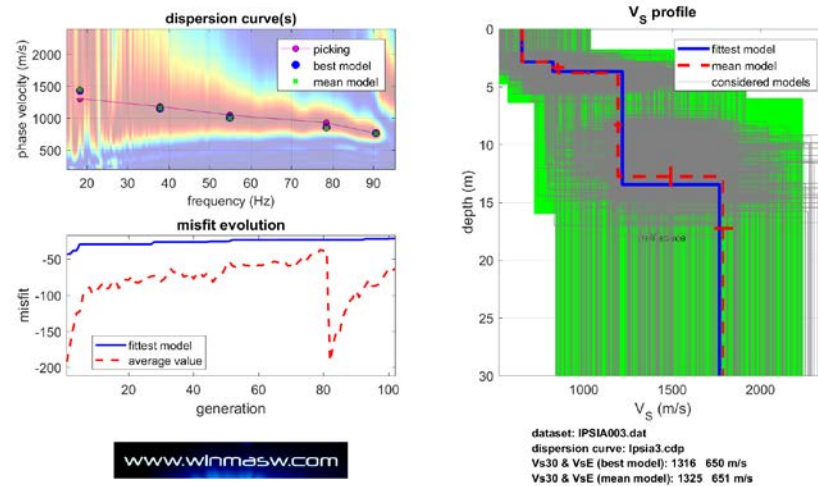 dispersion curve(s)
phase velocity (m/s)
2000
1500
1000
500
picking
best model
mean model
20 30 40 50 60 70 80 90
frequency (Hz)
misfit evolution
misfit
-50
-100
-150
-200
fittest model
average value
20 40 60 80 100
generation
www.winmasw.com
VS profile
depth (m)
0
5
10
15
20
25
30
fittest model
mean model
considered models
1000 1500 2000
VS (m/s)
dataset: IPSIA003.dat
dispersion curve: Ipsia3.cdp
Vs30 & VsE (best model): 1316 650 m/s
Vs30 & VsE (mean model): 1325 651 m/s